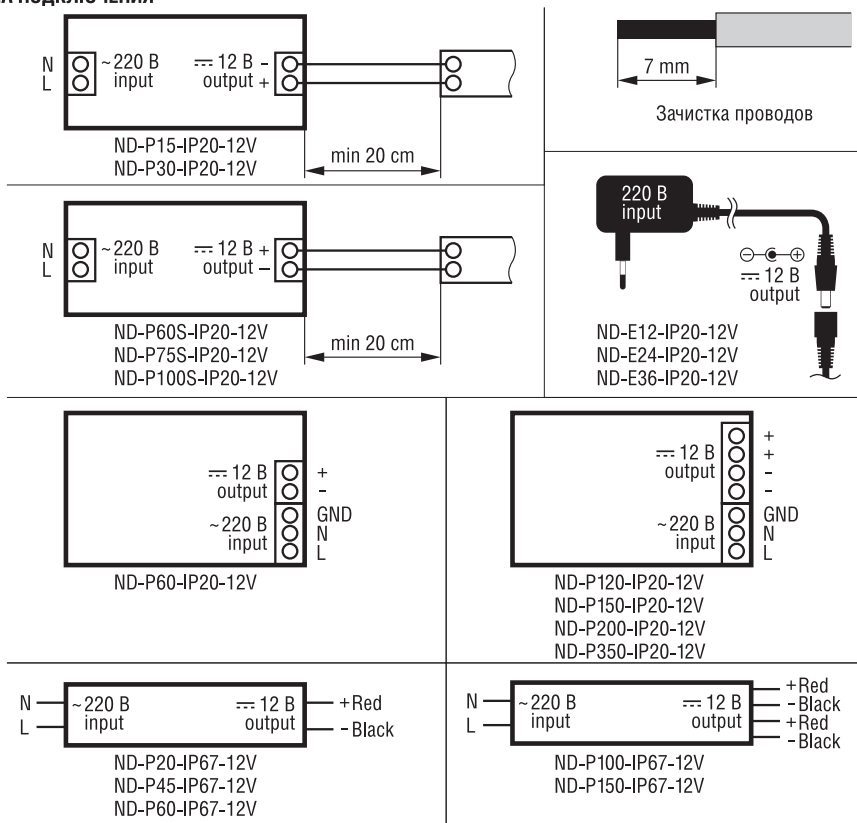 N
L
~220 В
input
⎓ 12 В -
output +
ND-P15-IP20-12V
ND-P30-IP20-12V
min 20 cm
7 mm
Зачистка проводов
N
L
~220 В
input
⎓ 12 В +
output –
ND-P60S-IP20-12V
ND-P75S-IP20-12V
ND-P100S-IP20-12V
min 20 cm
220 В
input
⎓ 12 В
output
ND-E12-IP20-12V
ND-E24-IP20-12V
ND-E36-IP20-12V
⎓ 12 В
output
+
-
~220 В
input
GND
N
L
ND-P60-IP20-12V
⎓ 12 В
output
+
+
-
-
~220 В
input
GND
N
L
ND-P120-IP20-12V
ND-P150-IP20-12V
ND-P200-IP20-12V
ND-P350-IP20-12V
N
L
~220 В
input
⎓ 12 В
output
+Red
-Black
ND-P20-IP67-12V
ND-P45-IP67-12V
ND-P60-IP67-12V
N
L
~220 В
input
⎓ 12 В
output
+Red
-Black
+Red
-Black
ND-P100-IP67-12V
ND-P150-IP67-12V